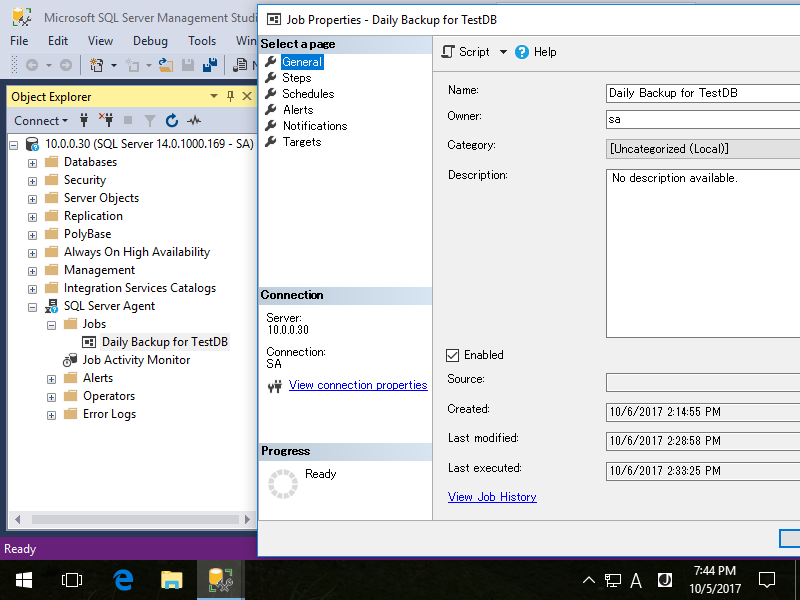 Microsoft SQL Server Management Studi
File Edit View Debug Tools Win
Object Explorer
Connect
10.0.0.30 (SQL Server 14.0.1000.169 - SA)
Databases
Security
Server Objects
Replication
PolyBase
Always On High Availability
Management
Integration Services Catalogs
SQL Server Agent
Jobs
Daily Backup for TestDB
Job Activity Monitor
Alerts
Operators
Error Logs
Ready
Job Properties - Daily Backup for TestDB
Select a page
General
Steps
Schedules
Alerts
Notifications
Targets
Connection
Server:
10.0.0.30
Connection:
SA
View connection properties
Progress
Ready
Script Help
Name: Daily Backup for TestDB
Owner: sa
Category: [Uncategorized (Local)]
Description: No description available.
Enabled
Source:
Created: 10/6/2017 2:14:55 PM
Last modified: 10/6/2017 2:28:58 PM
Last executed: 10/6/2017 2:33:25 PM
View Job History
A
7:44 PM
10/5/2017